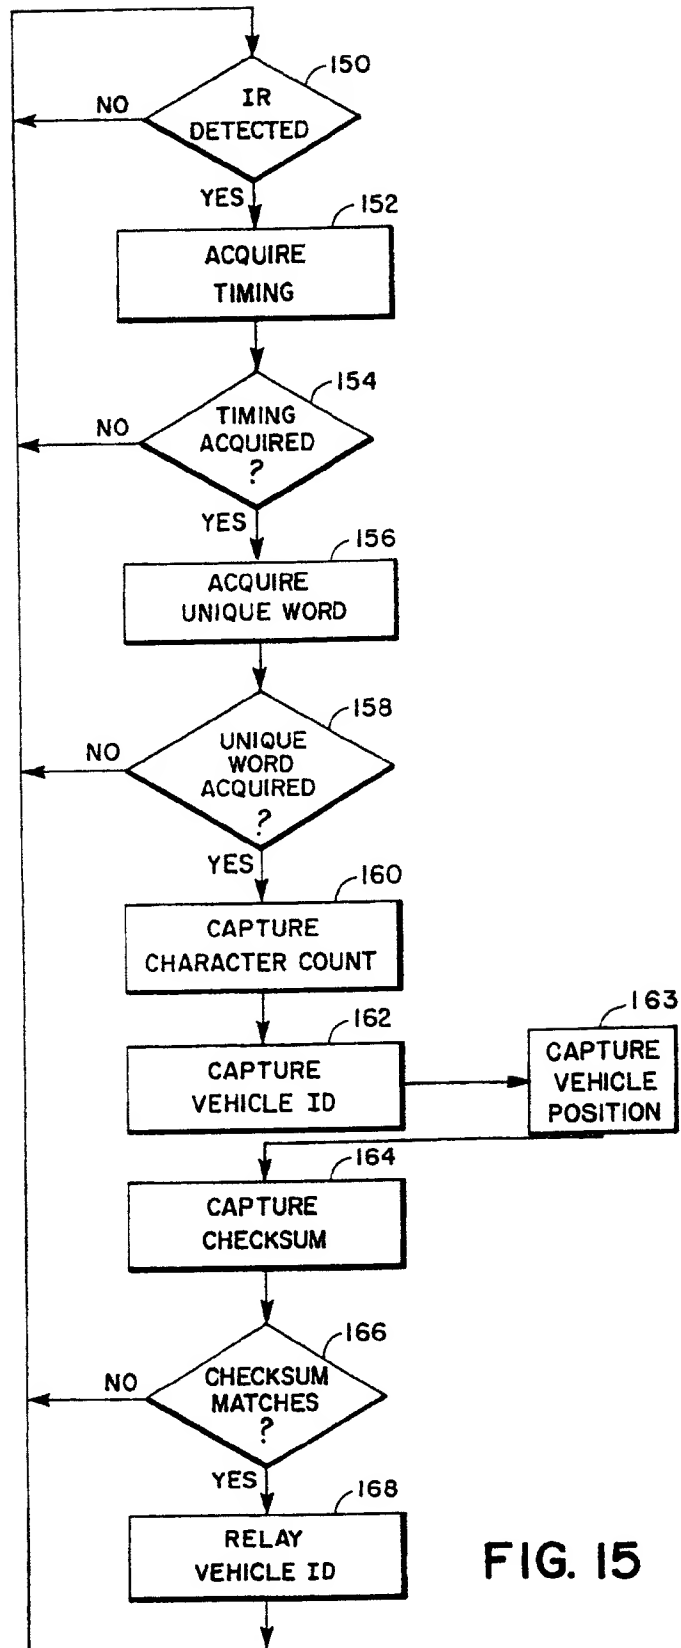 150
IR
DETECTED
NO
YES
152
ACQUIRE
TIMING
154
TIMING
ACQUIRED
?
NO
YES
156
ACQUIRE
UNIQUE WORD
158
UNIQUE
WORD
ACQUIRED
?
NO
YES
160
CAPTURE
CHARACTER COUNT
162
CAPTURE
VEHICLE ID
163
CAPTURE
VEHICLE
POSITION
164
CAPTURE
CHECKSUM
166
CHECKSUM
MATCHES
?
NO
YES
168
RELAY
VEHICLE ID
FIG. 15